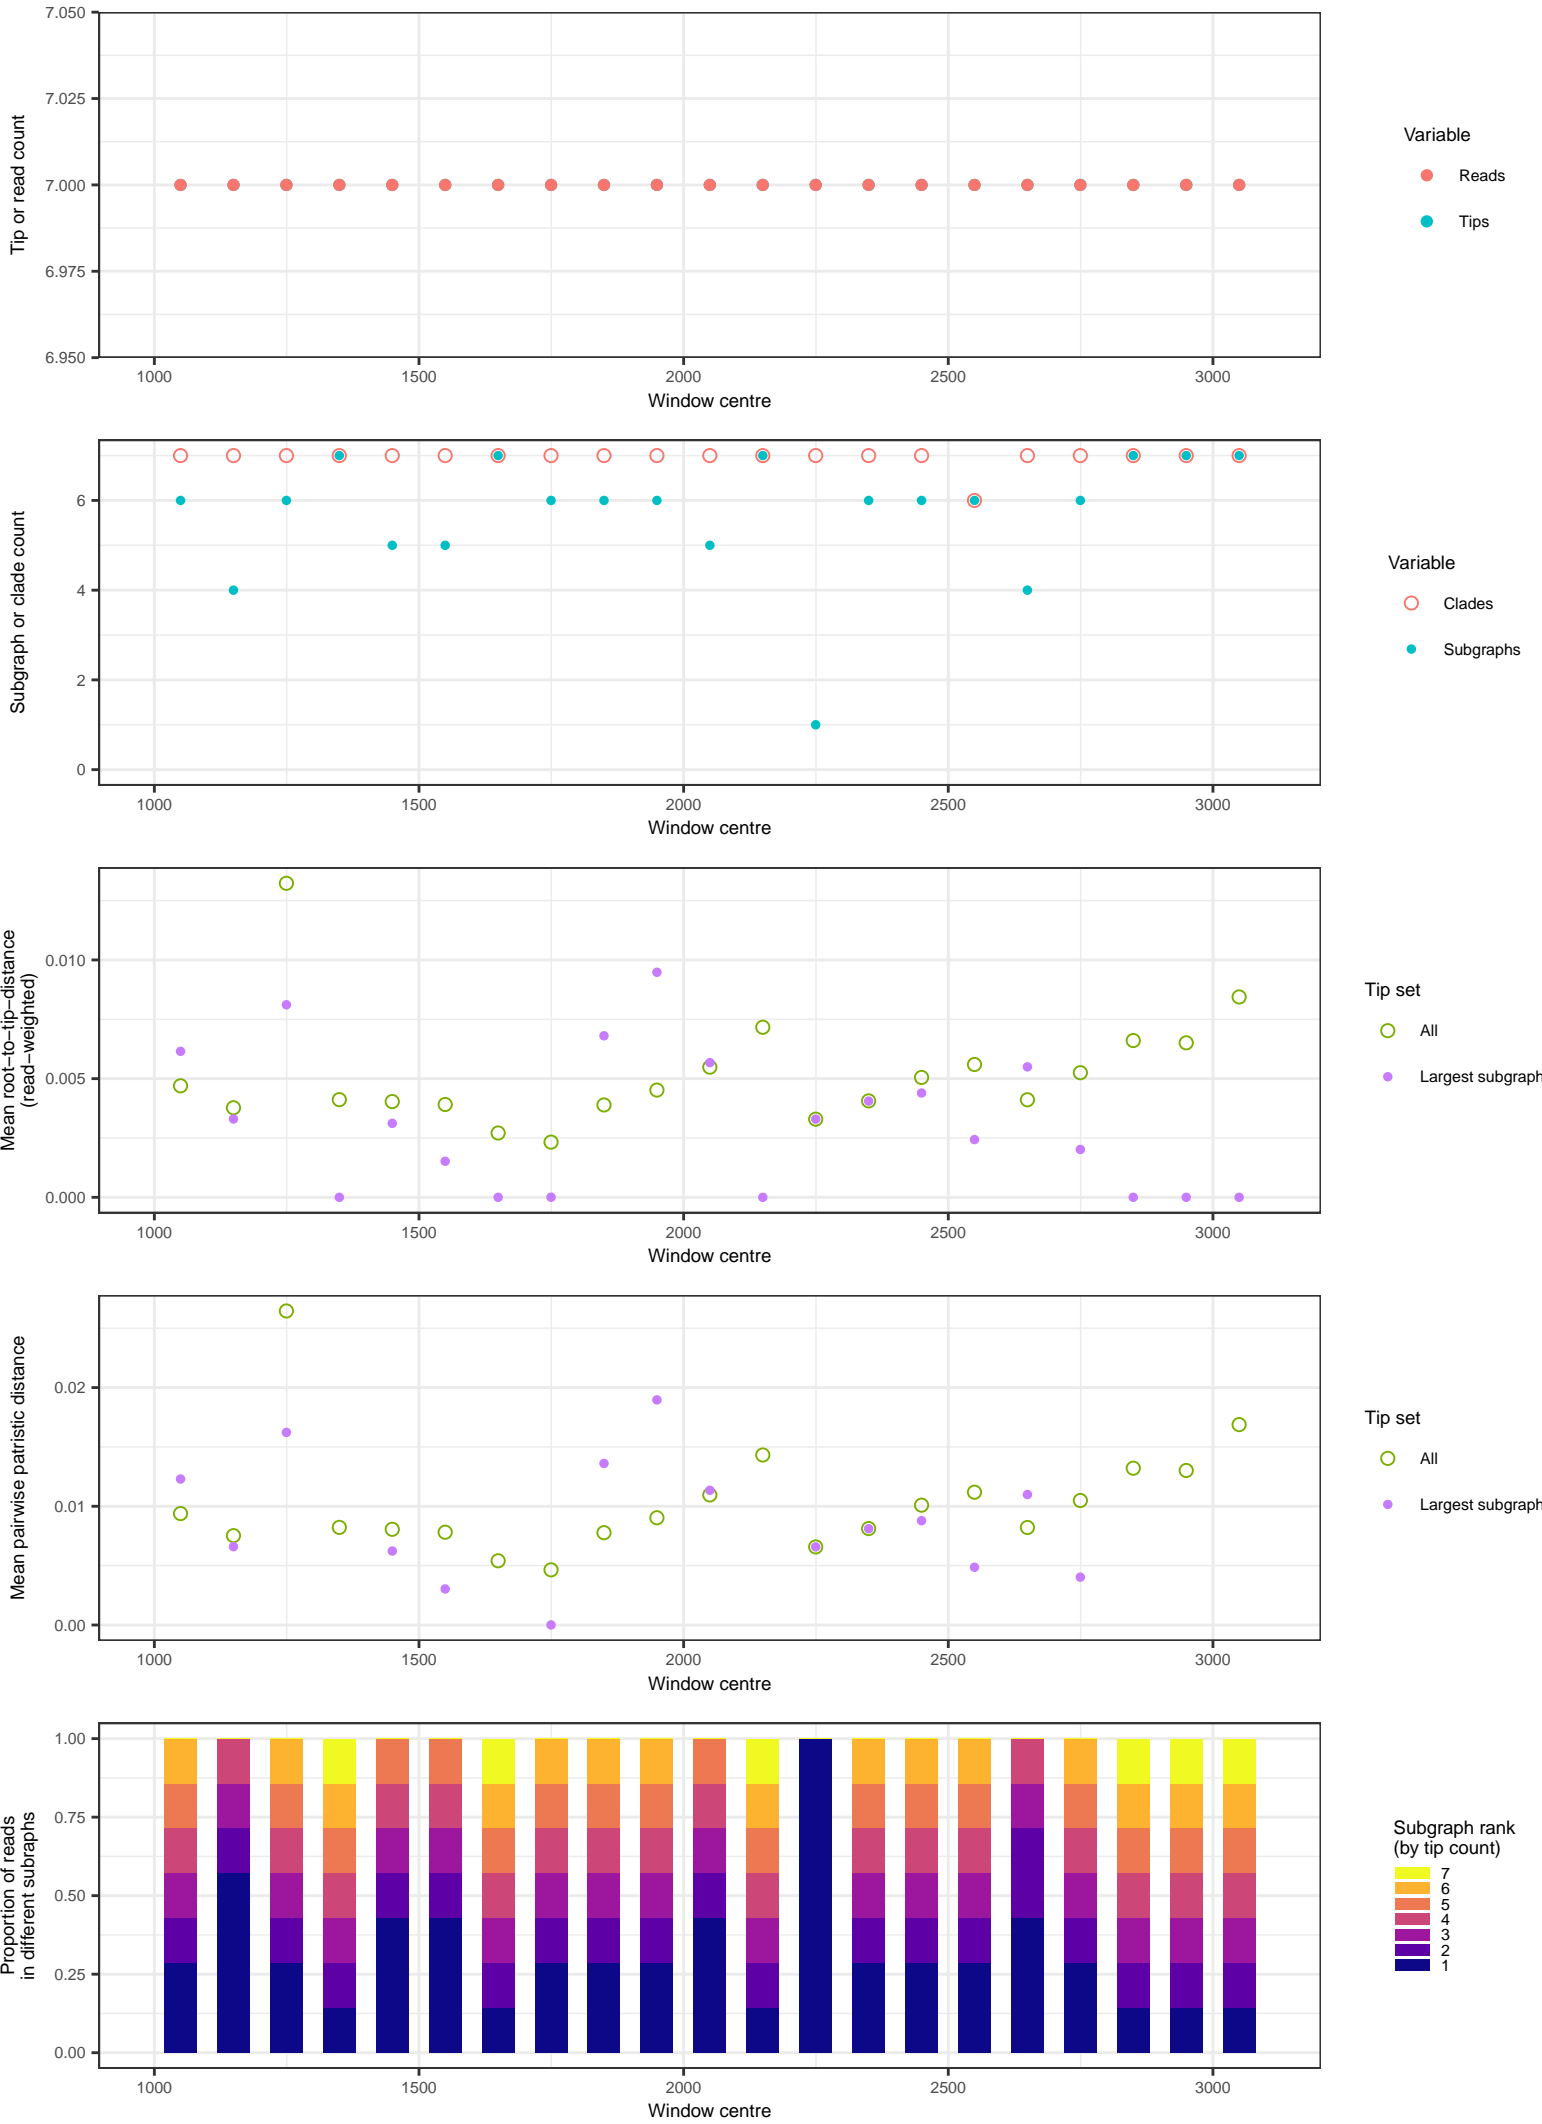 7.050
7.025
7.000
6.975
6.950
Tip or read count
1000 1500 2000 2500 3000
Window centre
Variable
Reads
Tips
6
4
2
0
Subgraph or clade count
1000 1500 2000 2500 3000
Window centre
Variable
Clades
Subgraphs
0.010
0.005
0.000
Mean root−to−tip−distance
(read−weighted)
1000 1500 2000 2500 3000
Window centre
Tip set
All
Largest subgraph
0.02
0.01
0.00
Mean pairwise patristic distance
1000 1500 2000 2500 3000
Window centre
Tip set
All
Largest subgraph
1.00
0.75
0.50
0.25
0.00
Proportion of reads
in different subraphs
1000 1500 2000 2500 3000
Window centre
Subgraph rank
(by tip count)
7
6
5
4
3
2
1